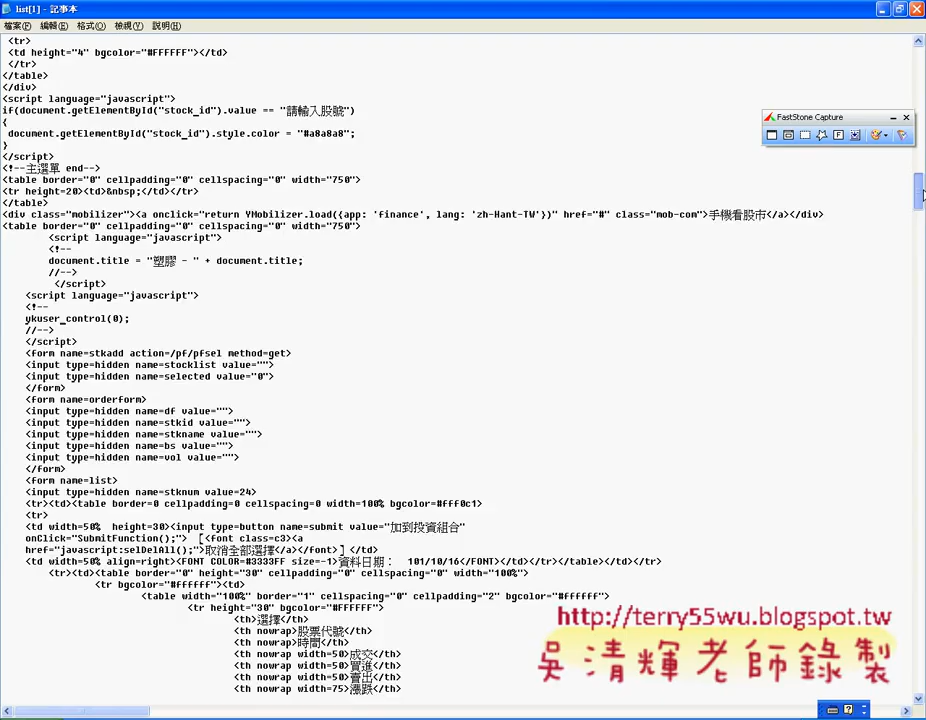 list[1] - 記事本
檔案(F) 編輯(E) 格式(O) 檢視(V) 說明(H)
<tr>
<td height="4" bgcolor="#FFFFFF"></td>
</tr>
</table>
</div>
<script language="javascript">
if(document.getElementById("stock_id").value == "請輸入股號")
{
document.getElementById("stock_id").style.color = "#a8a8a8";
}
</script>
<!--主選單 end-->
<table border="0" cellpadding="0" cellspacing="0" width="750">
<tr height=20><td>&nbsp;</td></tr>
</table>
<div class="mobilizer"><a onclick="return YMobilizer.load({app: 'finance', lang: 'zh-Hant-TW'})" href="#" class="mob-com">手機看股市</a></div>
<table border="0" cellpadding="0" cellspacing="0" width="750">
<script language="javascript">
<!--
document.title = "塑膠 - " + document.title;
//-->
</script>
<script language="javascript">
<!--
ykuser_control(0);
//-->
</script>
<form name=stkadd action=/pf/pfsel method=get>
<input type=hidden name=stocklist value="">
<input type=hidden name=selected value="0">
</form>
<form name=orderform>
<input type=hidden name=df value="">
<input type=hidden name=stkid value="">
<input type=hidden name=stkname value="">
<input type=hidden name=bs value="">
<input type=hidden name=vol value="">
</form>
<form name=list>
<input type=hidden name=stknum value=24>
<tr><td><table border=0 cellpadding=0 cellspacing=0 width=100% bgcolor=#fff0c1>
<tr>
<td width=50%  height=30><input type=button name=submit value="加到投資組合"
onClick="SubmitFunction();"> [<font class=c3><a
href="javascript:selDelAll();">取消全部選擇</a></font>] </td>
<td width=50% align=right><FONT COLOR=#3333FF size=-1>資料日期: 101/10/16</FONT></td></tr></table></td></tr>
<tr><td><table border="0" height="30" cellpadding="0" cellspacing="0" width="100%">
<tr bgcolor="#ffffff"><td>
<table width="100%" border="1" cellspacing="0" cellpadding="2" bgcolor="#ffffff">
<tr height="30" bgcolor="#FFFFFF">
<th>選擇</th>
<th nowrap>股票代號</th>
<th nowrap>時間</th>
<th nowrap width=50>成交</th>
<th nowrap width=50>買進</th>
<th nowrap width=50>賣出</th>
<th nowrap width=75>漲跌</th>
FastStone Capture
http://terry55wu.blogspot.tw
吳清輝老師錄製